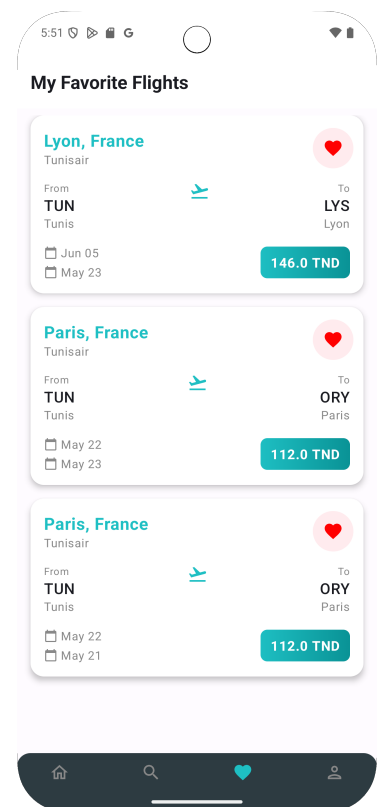 5:51
My Favorite Flights
Lyon, France
Tunisair
From To
TUN LYS
Tunis Lyon
Jun 05
May 23
146.0 TND
Paris, France
Tunisair
From To
TUN ORY
Tunis Paris
May 22
May 23
112.0 TND
Paris, France
Tunisair
From To
TUN ORY
Tunis Paris
May 22
May 21
112.0 TND